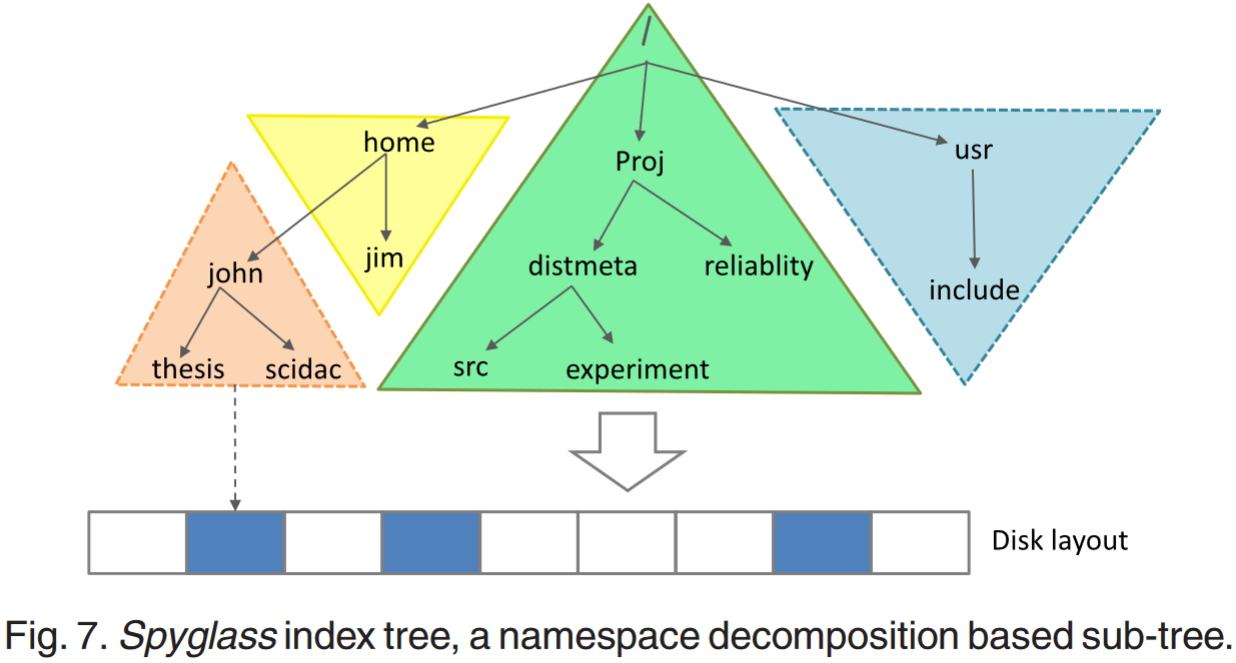 /
home
Proj
usr
john
jim
distmeta
reliablity
include
thesis
scidac
src
experiment
Disk layout
Fig. 7. Spyglass index tree, a namespace decomposition based sub-tree.